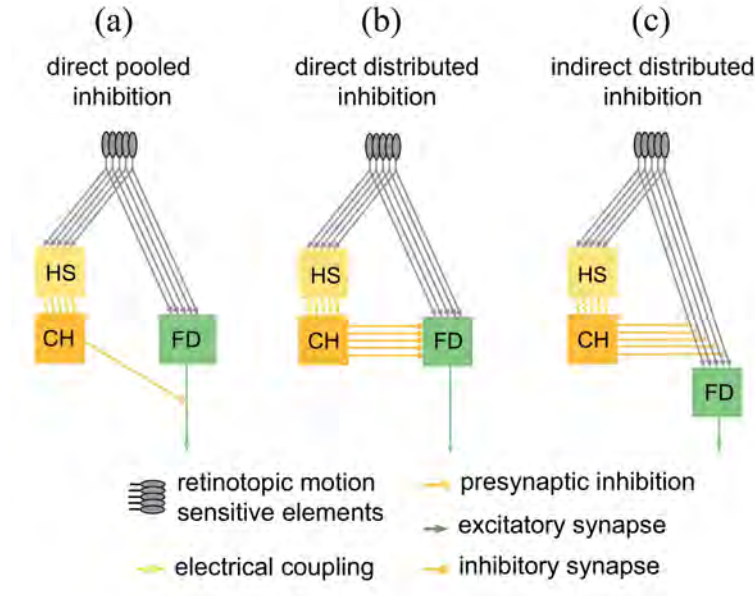 (a)
direct pooled
inhibition
HS
CH
FD
(b)
direct distributed
inhibition
HS
CH
FD
(c)
indirect distributed
inhibition
HS
CH
FD
retinotopic motion
sensitive elements
electrical coupling
presynaptic inhibition
excitatory synapse
inhibitory synapse